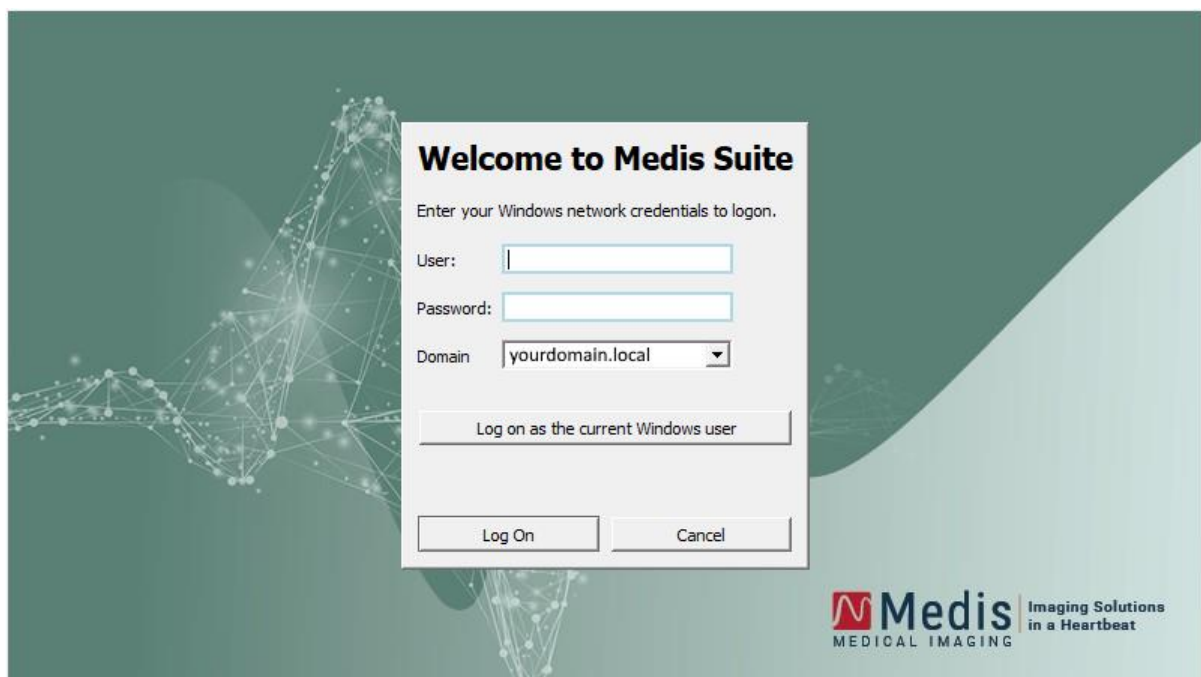 Welcome to Medis Suite
Enter your Windows network credentials to logon.
User:
Password:
Domain yourdomain.local
Log on as the current Windows user
Log On Cancel
Medis
MEDICAL IMAGING
Imaging Solutions
in a Heartbeat